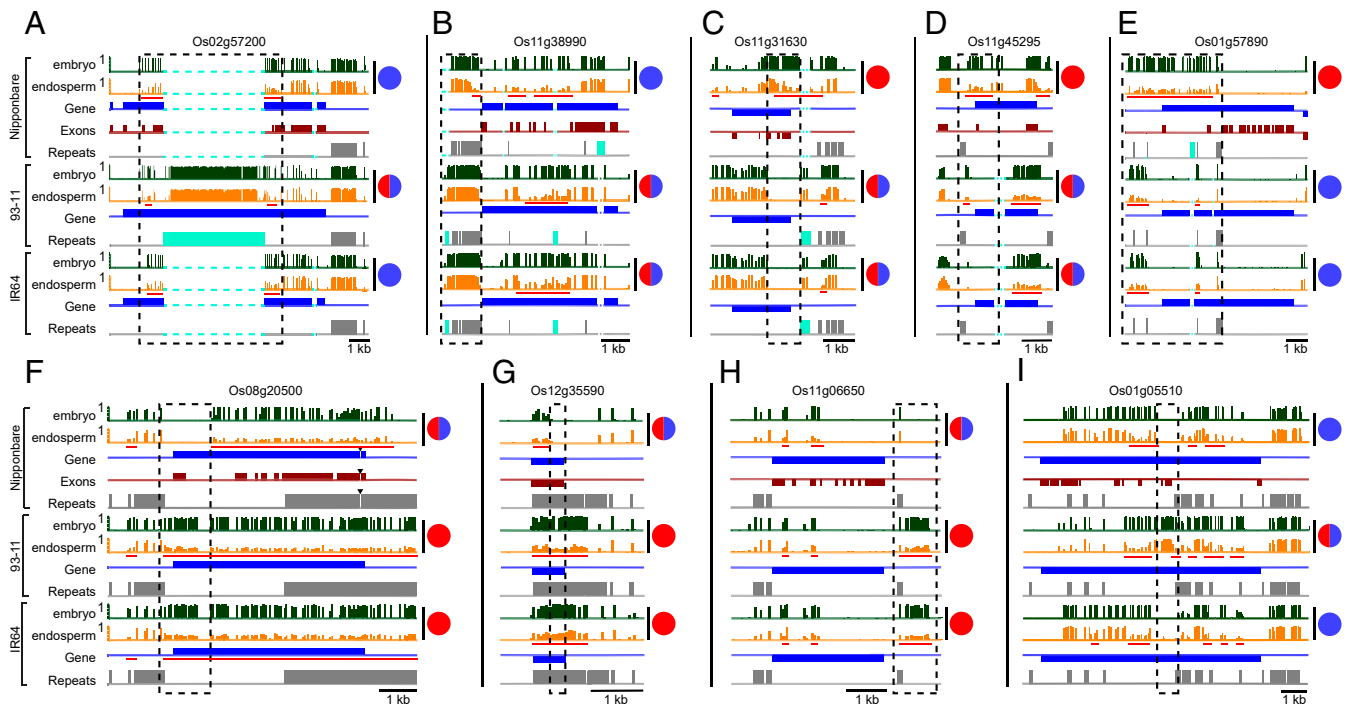 A B C D E
Os02g57200 Os11g38990 Os11g31630 Os11g45295 Os01g57890
Nipponbare
embryo 1
endosperm 1
Gene
Exons
Repeats
93-11
embryo 1
endosperm 1
Gene
Repeats
IR64
embryo 1
endosperm 1
Gene
Repeats
1 kb 1 kb 1 kb 1 kb 1 kb
F G H I
Os08g20500 Os12g35590 Os11g06650 Os01g05510
Nipponbare
embryo 1
endosperm 1
Gene
Exons
Repeats
93-11
embryo 1
endosperm 1
Gene
Repeats
IR64
embryo 1
endosperm 1
Gene
Repeats
1 kb 1 kb 1 kb 1 kb